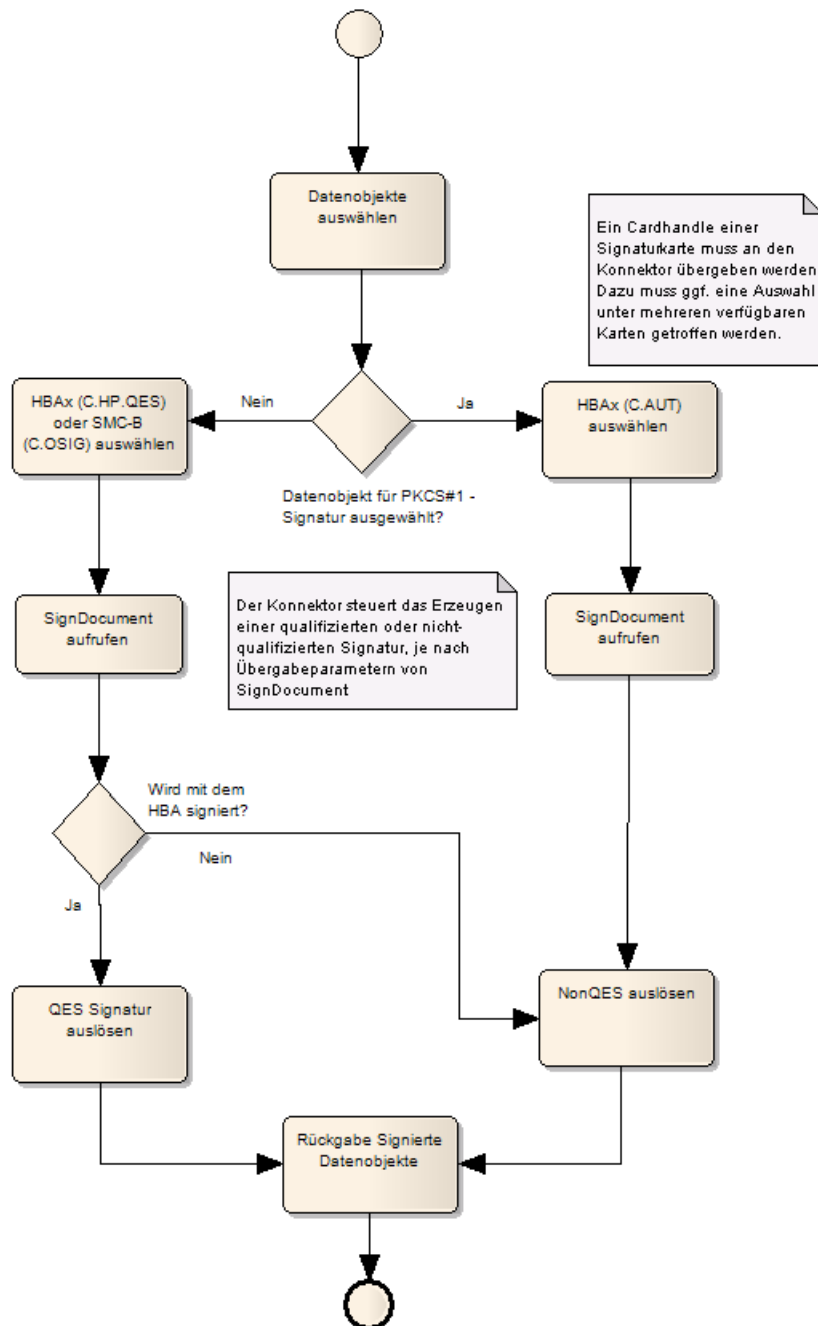 Datenobjekte
auswählen
Ein Cardhandle einer
Signaturkarte muss an den
Konnektor übergeben werden
Dazu muss ggf. eine Auswahl
unter mehreren verfügbaren
Karten getroffen werden.
HBAx (C.HP.QES)
oder SMC-B
(C.OSIG) auswählen
Nein
Ja
HBAx (C.AUT)
auswählen
Datenobjekt für PKCS#1 -
Signatur ausgewählt?
SignDocument
aufrufen
Der Konnektor steuert das Erzeugen
einer qualifizierten oder nicht-
qualifizierten Signatur, je nach
Übergabeparametern von
SignDocument
SignDocument
aufrufen
Wird mit dem
HBA signiert?
Nein
Ja
QES Signatur
auslösen
NonQES auslösen
Rückgabe Signierte
Datenobjekte